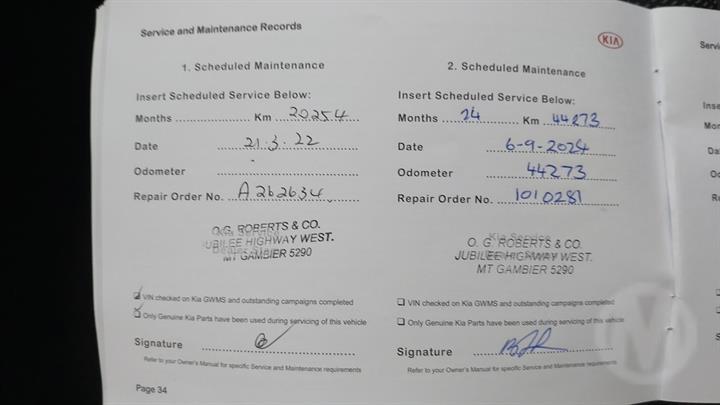 Service and Maintenance Records
KIA
1. Scheduled Maintenance
Insert Scheduled Service Below:
Months Km 20254
Date 21.3.22
Odometer -
Repair Order No. A262634
O.G. ROBERTS & CO.
JUBILEE HIGHWAY WEST.
MT GAMBIER 5290
VIN checked on Kia GWMS and outstanding campaigns completed
Only Genuine Kia Parts have been used during servicing of this vehicle
Signature
Refer to your Owner's Manual for specific Service and Maintenance requirements
Page 34
2. Scheduled Maintenance
Insert Scheduled Service Below:
Months 24 Km 44273
Date 6-9-2024
Odometer 44273
Repair Order No. 1010281
O. G. ROBERTS & CO.
JUBILEE HIGHWAY WEST.
MT GAMBIER 5290
VIN checked on Kia GWMS and outstanding campaigns completed
Only Genuine Kia Parts have been used during servicing of this vehicle
Signature
Refer to your Owner's Manual for specific Service and Maintenance requirements